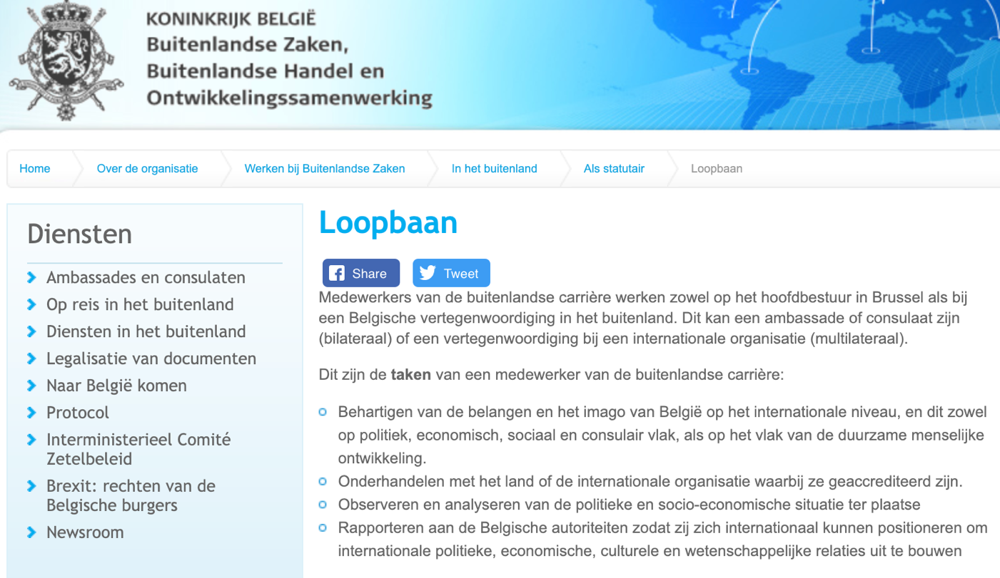 KONINKRIJK BELGIË
Buitenlandse Zaken,
Buitenlandse Handel en
Ontwikkelingssamenwerking
Home
Over de organisatie
Werken bij Buitenlandse Zaken
In het buitenland
Als statutair
Loopbaan
Diensten
Ambassades en consulaten
Op reis in het buitenland
Diensten in het buitenland
Legalisatie van documenten
Naar België komen
Protocol
Interministerieel Comité
Zetelbeleid
Brexit: rechten van de
Belgische burgers
Newsroom
Loopbaan
Share
Tweet
Medewerkers van de buitenlandse carrière werken zowel op het hoofdbestuur in Brussel als bij
een Belgische vertegenwoordiging in het buitenland. Dit kan een ambassade of consulaat zijn
(bilateraal) of een vertegenwoordiging bij een internationale organisatie (multilateraal).
Dit zijn de taken van een medewerker van de buitenlandse carrière:
Behartigen van de belangen en het imago van België op het internationale niveau, en dit zowel
op politiek, economisch, sociaal en consulair vlak, als op het vlak van de duurzame menselijke
ontwikkeling.
Onderhandelen met het land of de internationale organisatie waarbij ze geaccrediteerd zijn.
Observeren en analyseren van de politieke en socio-economische situatie ter plaatse
Rapporteren aan de Belgische autoriteiten zodat zij zich internationaal kunnen positioneren om
internationale politieke, economische, culturele en wetenschappelijke relaties uit te bouwen